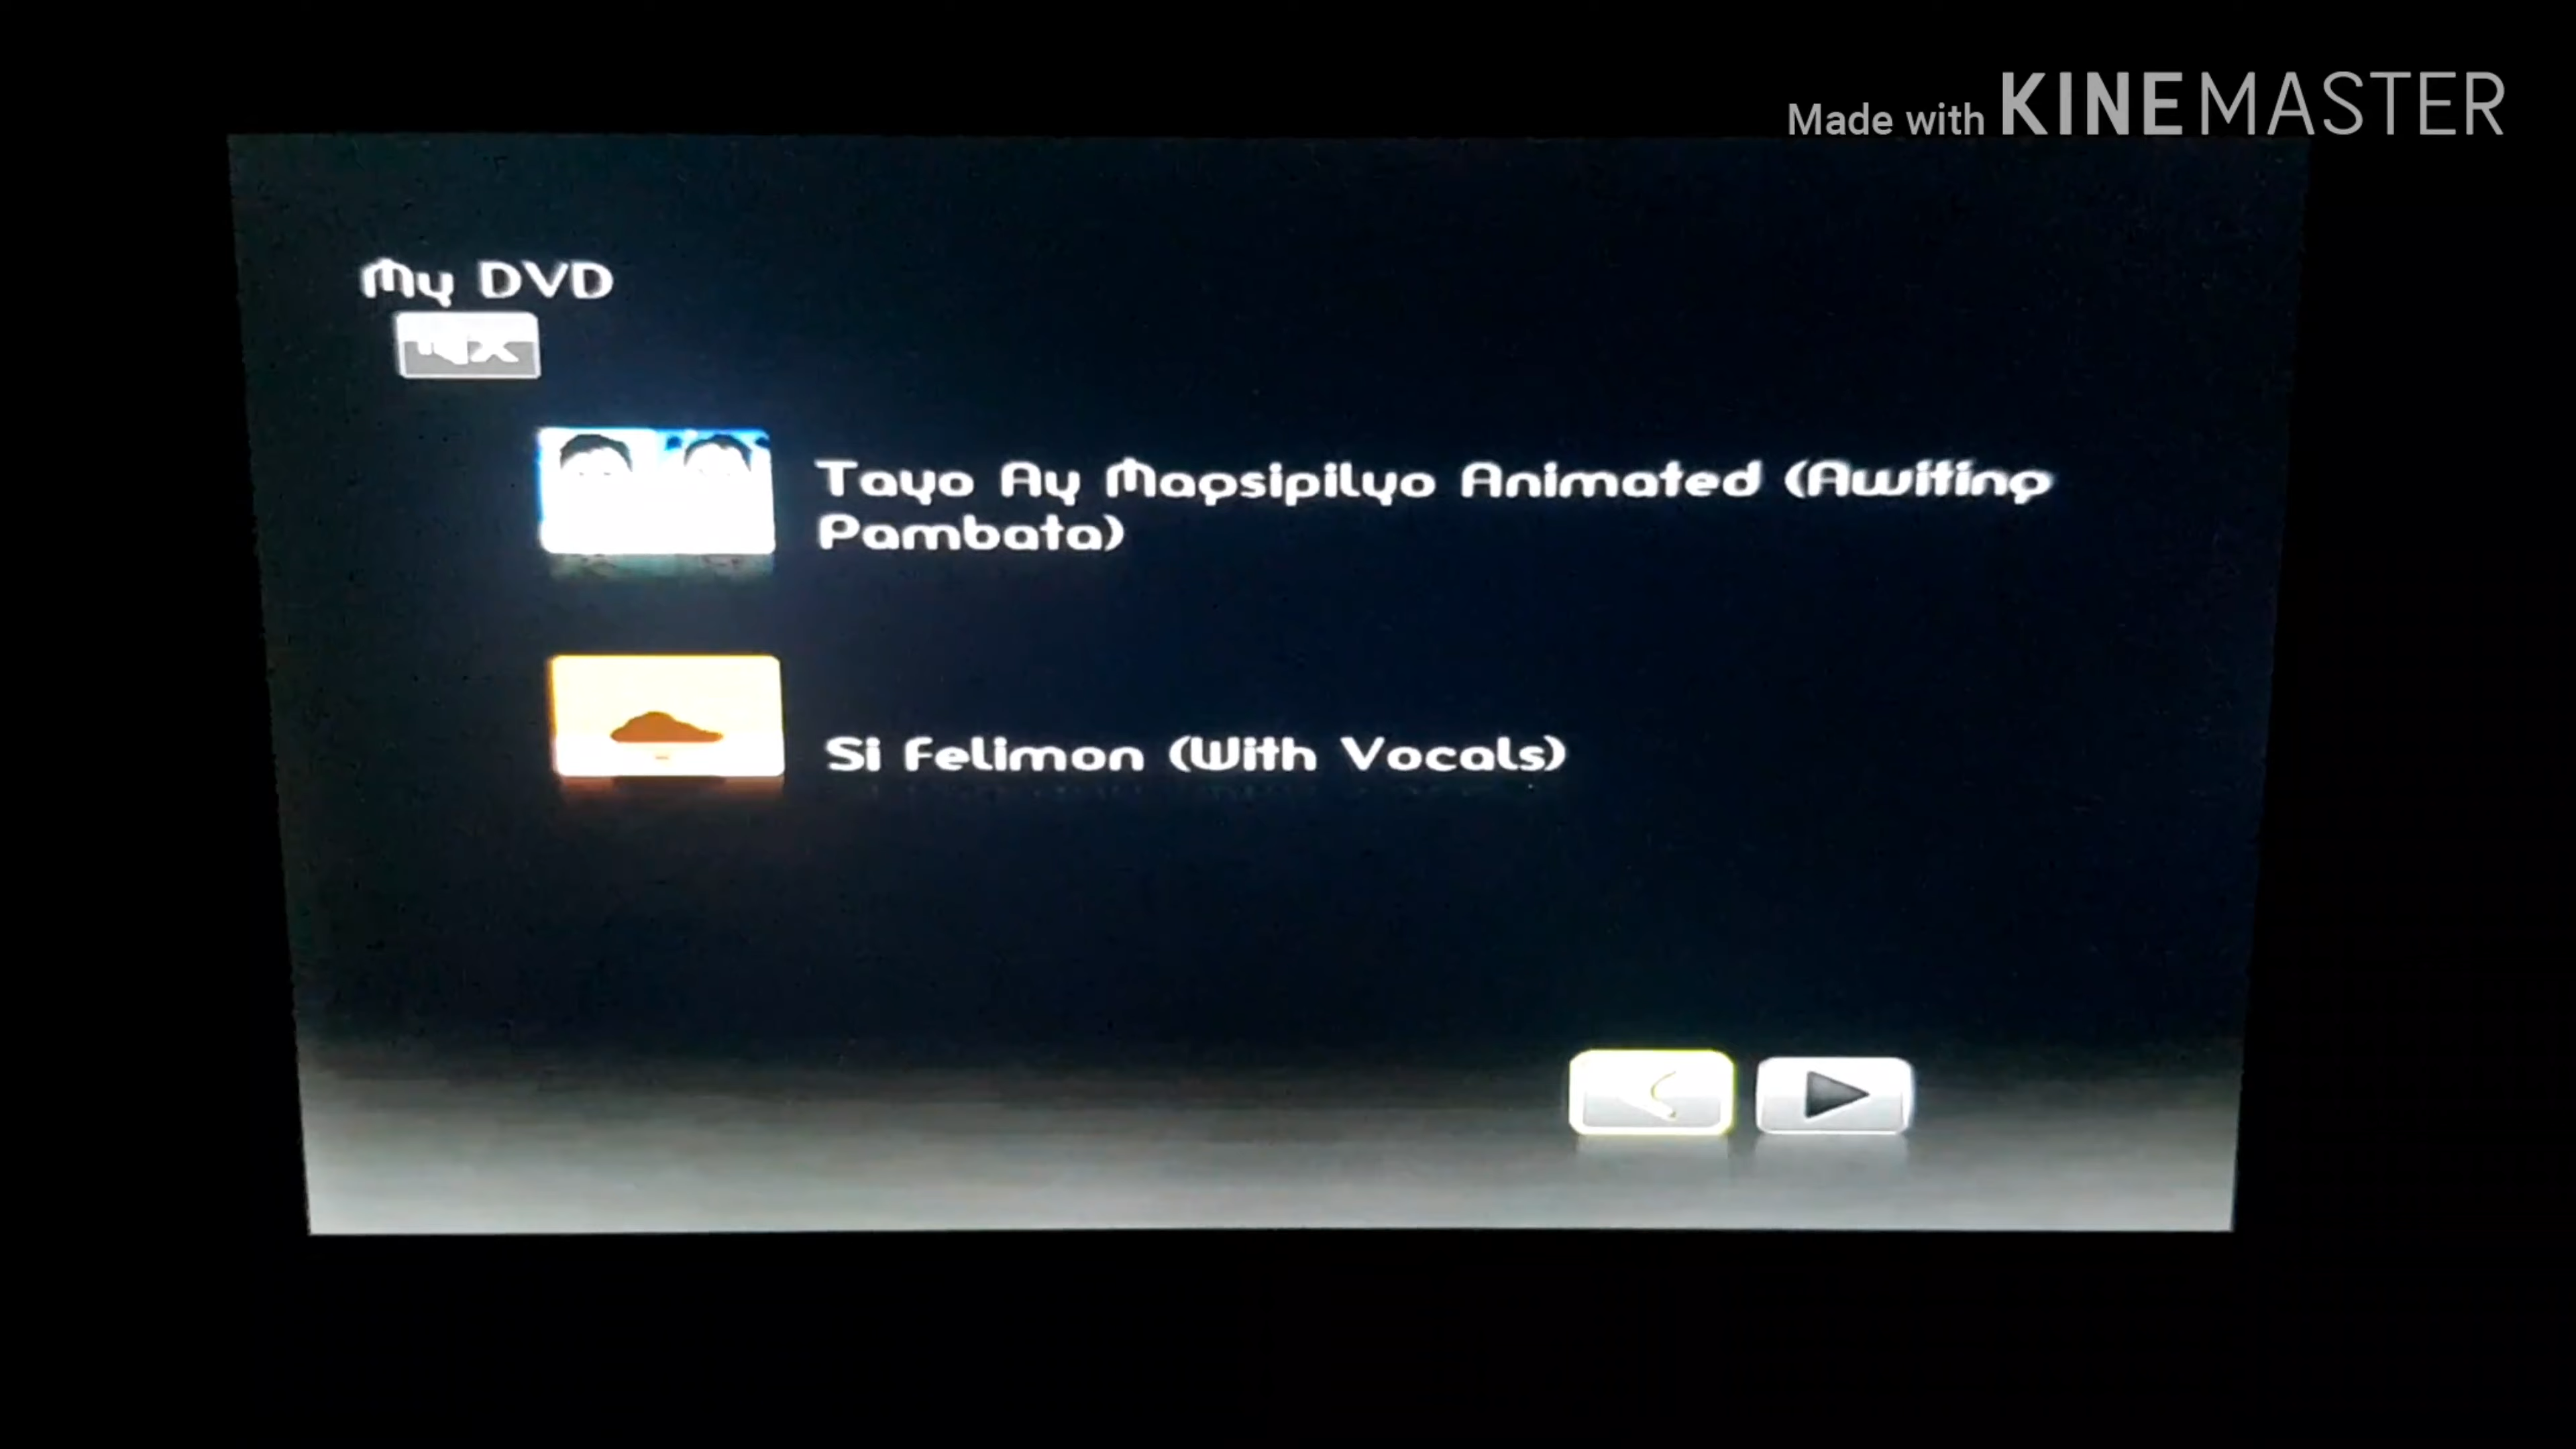 Made with KINEMASTER
My DVD
Tayo Ay Magsipilyo Animated (Awiting
Pambata)
Si Felimon (With Vocals)